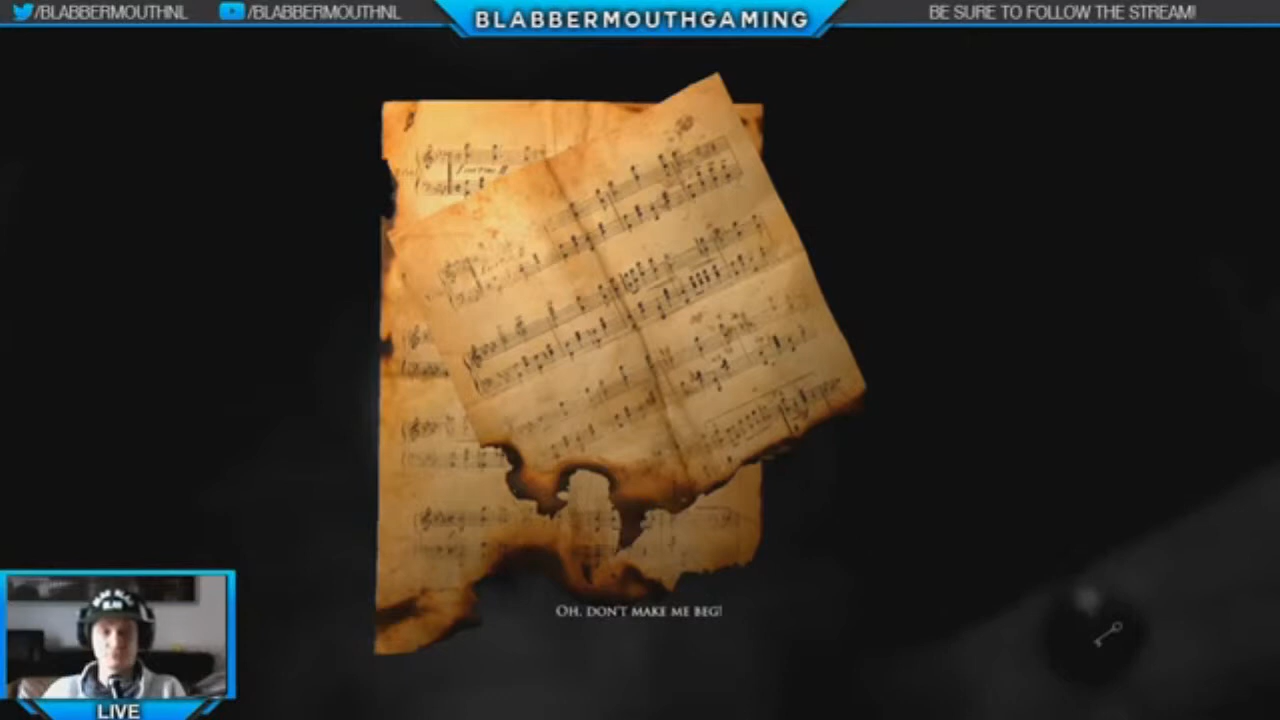 /BLABBERMOUTHNL
/BLABBERMOUTHNL
BLABBERMOUTHGAMING
BE SURE TO FOLLOW THE STREAM!
OH, DON'T MAKE ME BEG!
LIVE